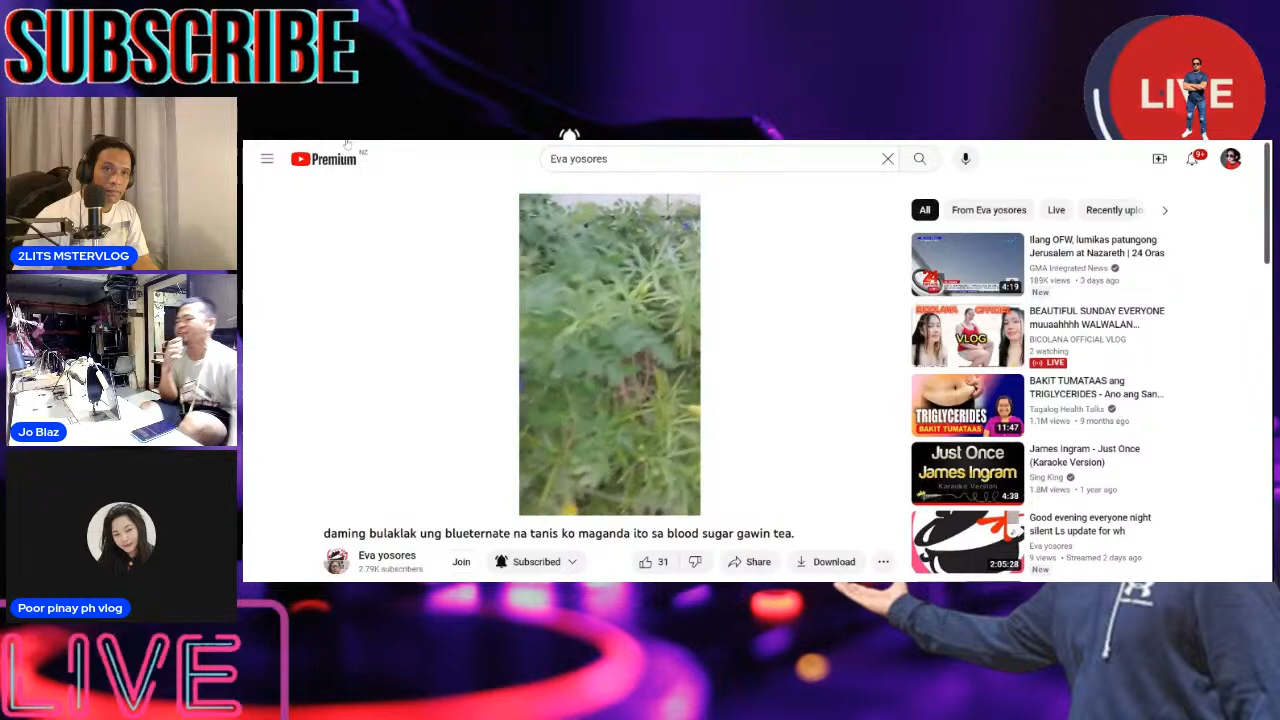 SUBSCRIBE
LIVE
2LITS MSTERVLOG
Jo Blaz
Poor pinay ph vlog
LIVE
Premium NZ
Eva yosores
9+
All
From Eva yosores
Live
Recently uplo
Ilang OFW, lumikas patungong
Jerusalem at Nazareth | 24 Oras
GMA Integrated News
189K views • 3 days ago
New
24
4:19
BEAUTIFUL SUNDAY EVERYONE
muuaahhhh WALWALAN...
BICOLANA OFFICIAL VLOG
2 watching
LIVE
BICOLANA OFFICIAL
VLOG
BAKIT TUMATAAS ang
TRIGLYCERIDES - Ano ang San...
Tagalog Health Talks
1.1M views • 9 months ago
TRIGLYCERIDES
BAKIT TUMATAAS
11:47
James Ingram - Just Once
(Karaoke Version)
Sing King
1.8M views • 1 year ago
Just Once
James Ingram
Karaoke Version
4:38
Good evening everyone night
silent Ls update for wh
Eva yosores
9 views • Streamed 2 days ago
New
2:05:28
daming bulaklak ung blueternate na tanis ko maganda ito sa blood sugar gawin tea.
Eva yosores
2.79K subscribers
Join
Subscribed
31
Share
Download